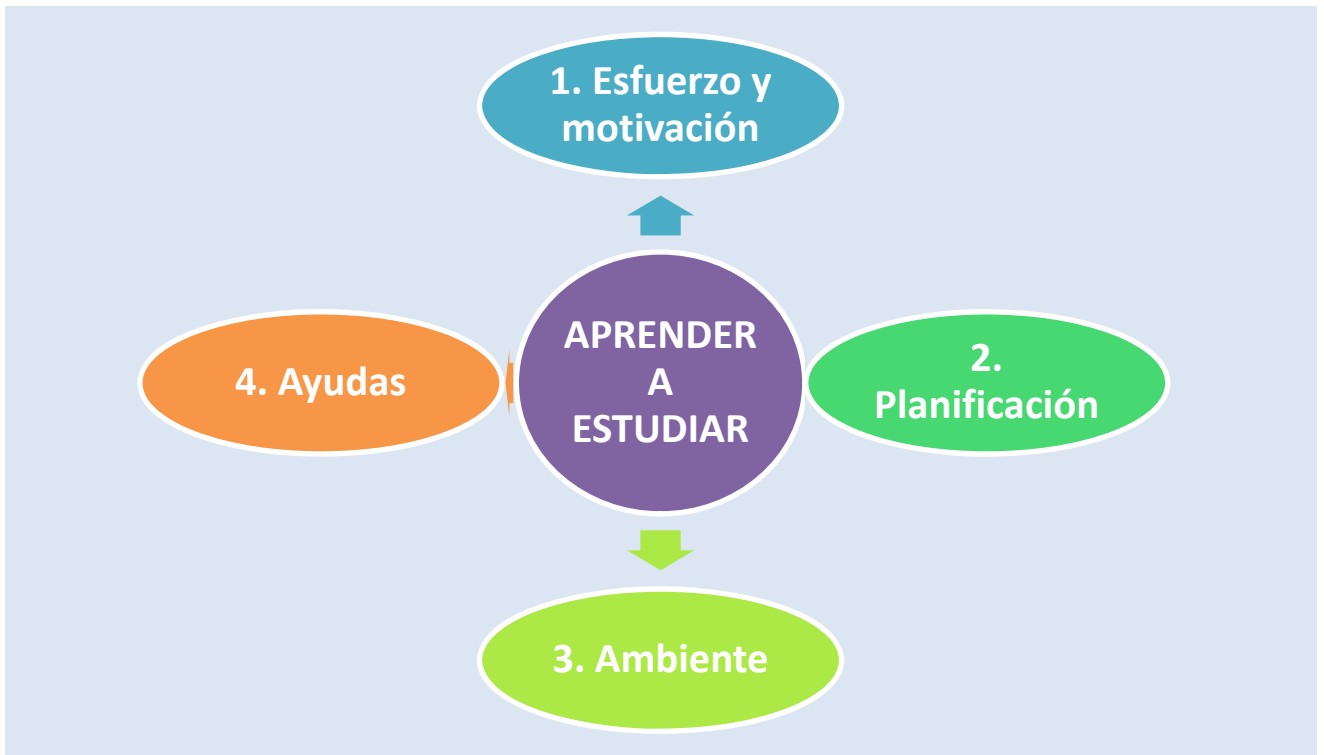 1. Esfuerzo y
motivación
APRENDER
A
ESTUDIAR
2.
Planificación
3. Ambiente
4. Ayudas